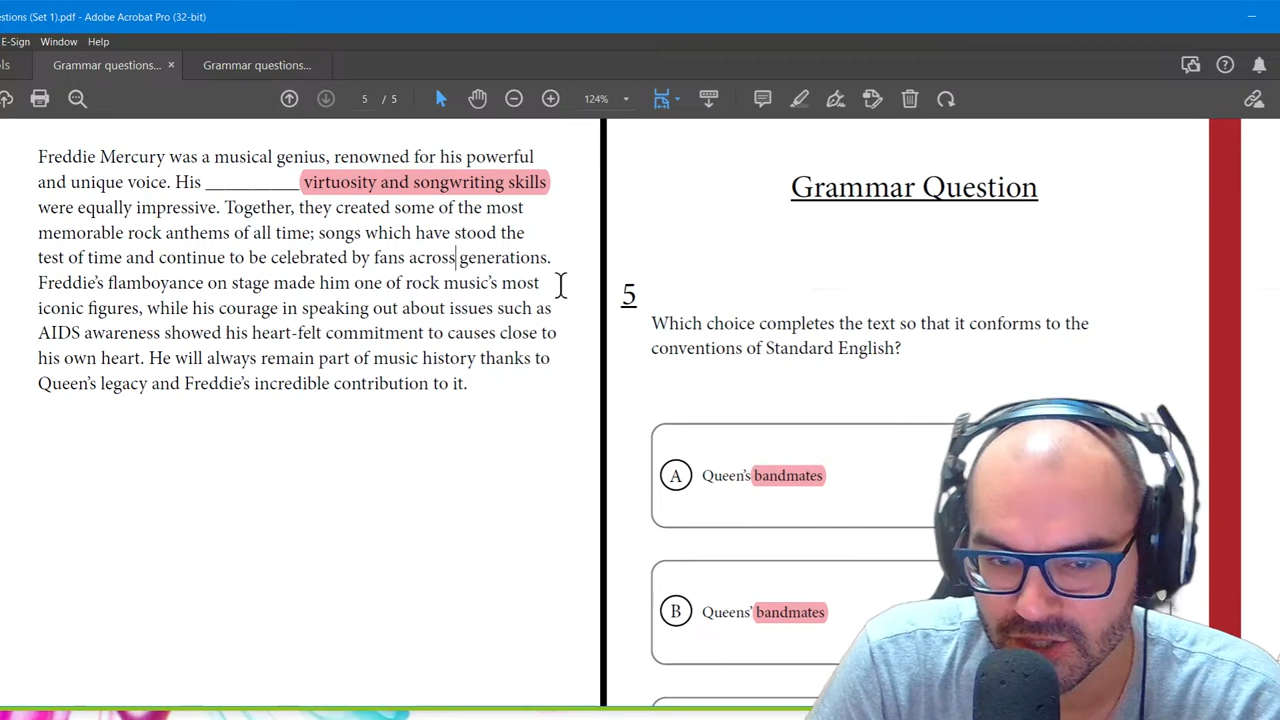 estions (Set 1).pdf - Adobe Acrobat Pro (32-bit)
E-Sign Window Help
ols Grammar questions... × Grammar questions...
5 / 5 124%
Freddie Mercury was a musical genius, renowned for his powerful
and unique voice. His __________ virtuosity and songwriting skills
were equally impressive. Together, they created some of the most
memorable rock anthems of all time; songs which have stood the
test of time and continue to be celebrated by fans across generations.
Freddie’s flamboyance on stage made him one of rock music’s most
iconic figures, while his courage in speaking out about issues such as
AIDS awareness showed his heart-felt commitment to causes close to
his own heart. He will always remain part of music history thanks to
Queen’s legacy and Freddie’s incredible contribution to it.
Grammar Question
5
Which choice completes the text so that it conforms to the
conventions of Standard English?
A Queen’s bandmates
B Queens’ bandmates